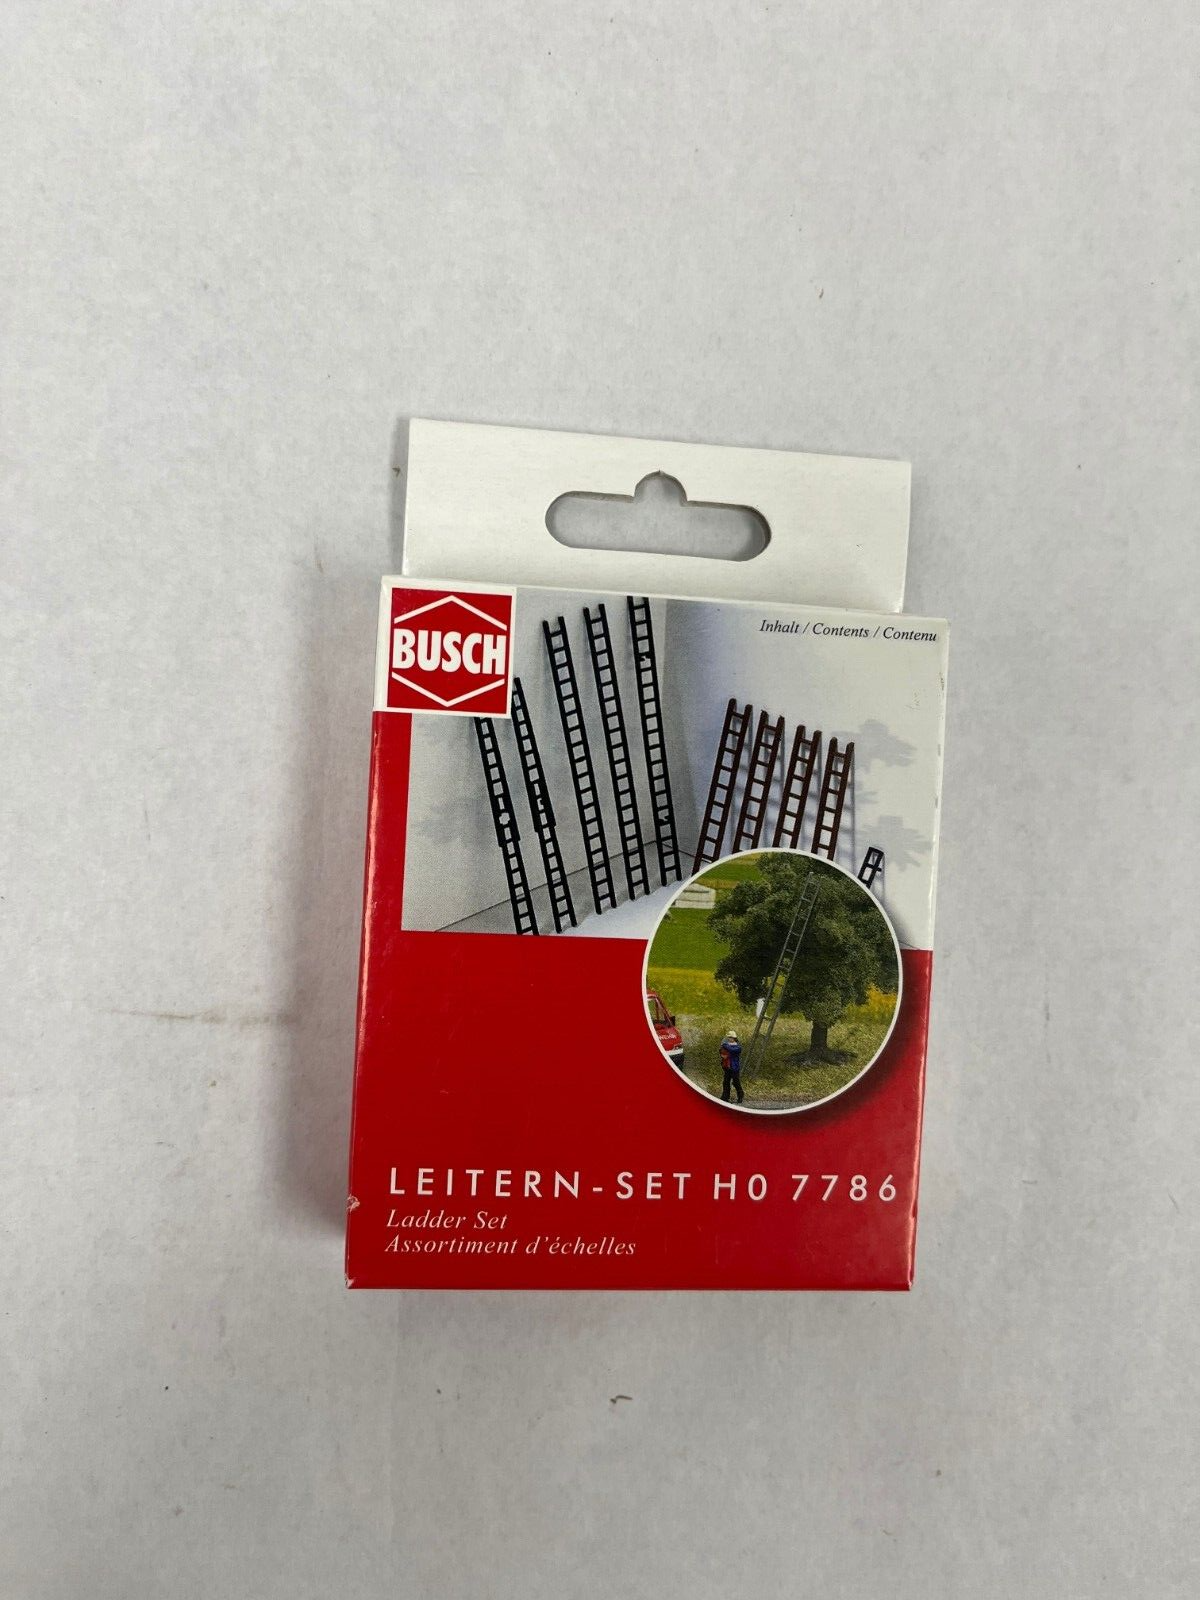 BUSCH
Inhalt / Contents / Contenu
LEITERN-SET H0 7786
Ladder Set
Assortiment d'échelles